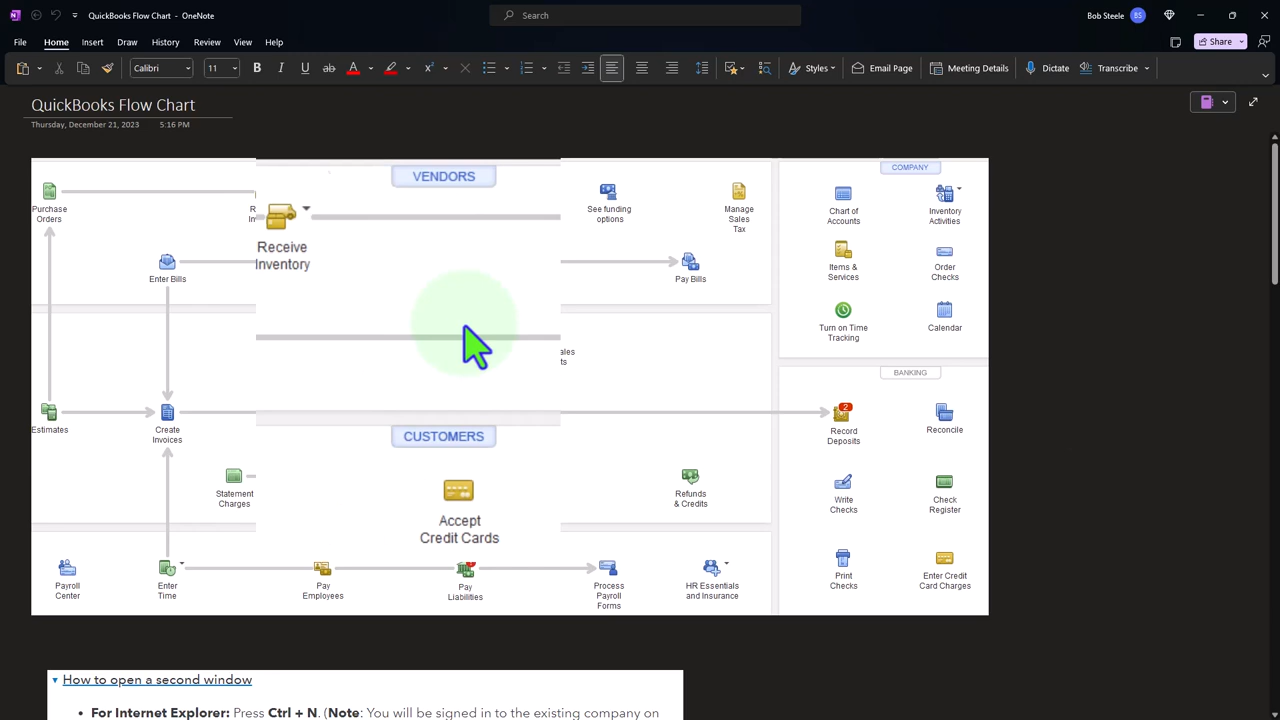 QuickBooks Flow Chart - OneNote
Search
Bob Steele
BS
File
Home
Insert
Draw
History
Review
View
Help
Share
Calibri
11
Styles
Email Page
Meeting Details
Dictate
Transcribe
QuickBooks Flow Chart
Thursday, December 21, 2023
5:16 PM
VENDORS
COMPANY
Purchase
Orders
Receive
Inventory
See funding
options
Manage
Sales
Tax
Enter Bills
Pay Bills
Chart of
Accounts
Inventory
Activities
Items &
Services
Order
Checks
Turn on Time
Tracking
Calendar
BANKING
Estimates
Create
Invoices
2
Record
Deposits
Reconcile
CUSTOMERS
Accept
Credit Cards
Statement
Charges
Refunds
& Credits
Write
Checks
Check
Register
Payroll
Center
Enter
Time
Pay
Employees
Pay
Liabilities
Process
Payroll
Forms
HR Essentials
and Insurance
Print
Checks
Enter Credit
Card Charges
How to open a second window
• For Internet Explorer: Press Ctrl + N. (Note: You will be signed in to the existing company on